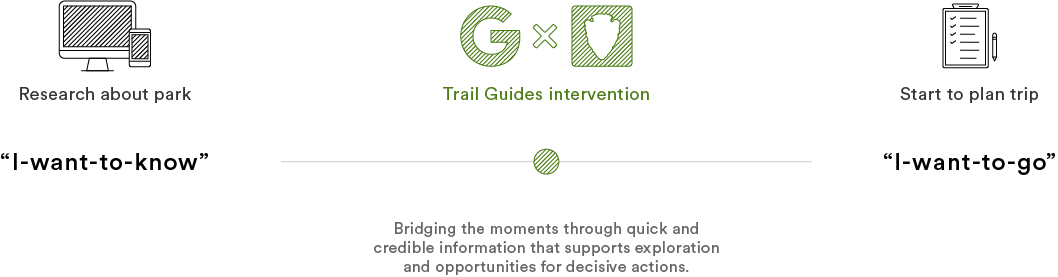 Research about park
Trail Guides intervention
Start to plan trip
“I-want-to-know”
“I-want-to-go”
Bridging the moments through quick and
credible information that supports exploration
and opportunities for decisive actions.